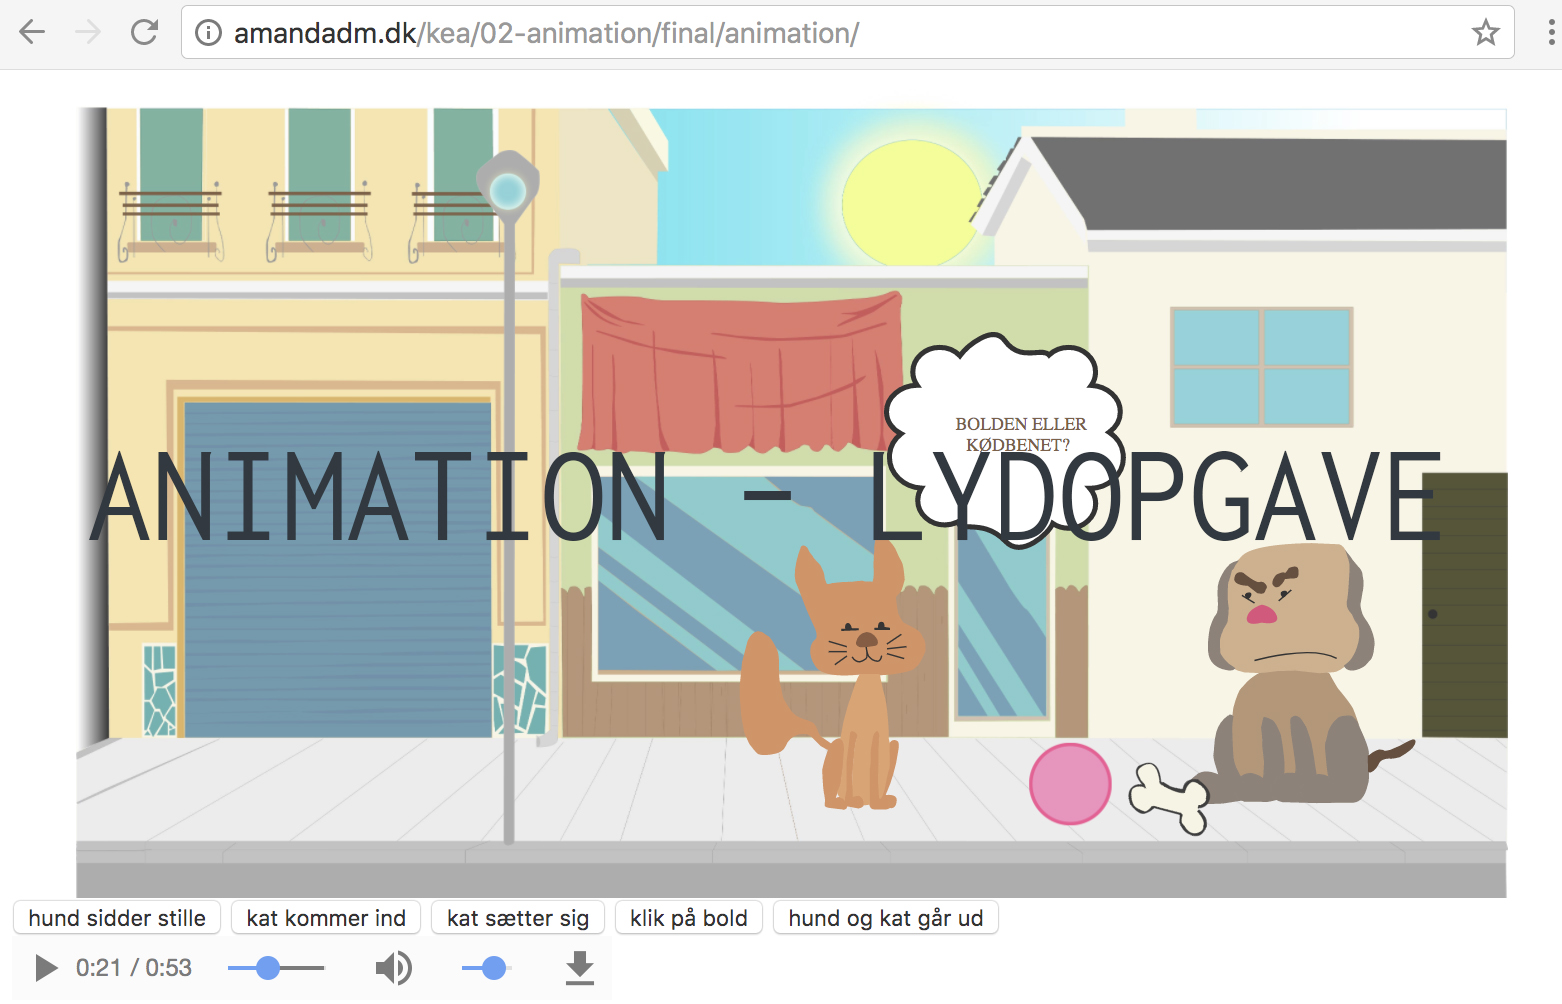 amandadm.dk/kea/02-animation/final/animation/
BOLDEN ELLER
KØDBENET?
ANIMATION - LYDOPGAVE
hund sidder stille
kat kommer ind
kat sætter sig
klik på bold
hund og kat går ud
0:21 / 0:53